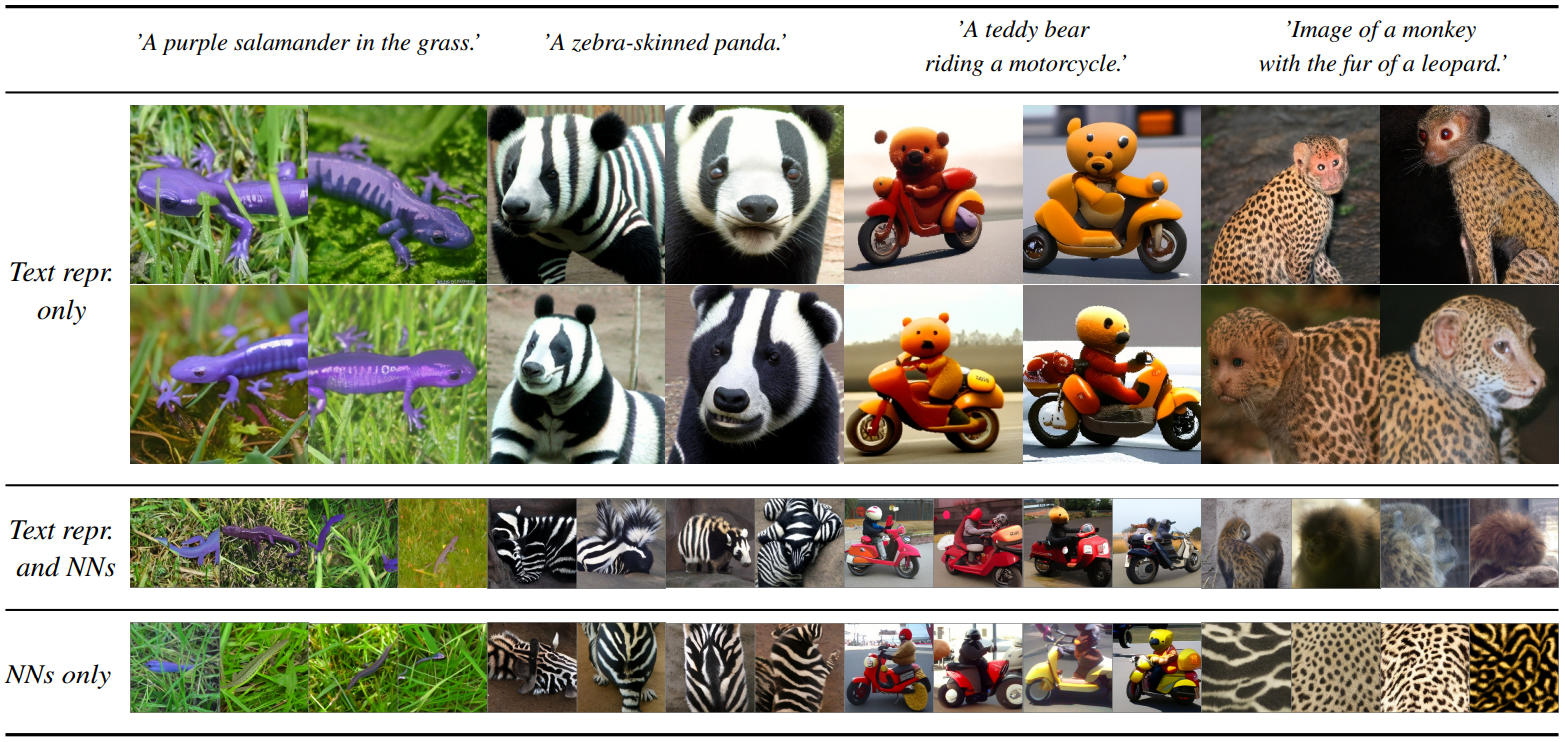 'A purple salamander in the grass.'
'A zebra-skinned panda.'
'A teddy bear
riding a motorcycle.'
'Image of a monkey
with the fur of a leopard.'
Text repr.
only
Text repr.
and NNs
NNs only